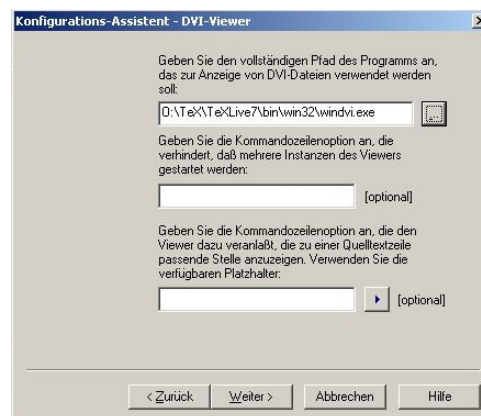 Konfigurations-Assistent - DVI-Viewer
Geben Sie den vollständigen Pfad des Programms an,
das zur Anzeige von DVI-Dateien verwendet werden
soll:
O:\TeX\TeXLive7\bin\win32\windvi.exe
...
Geben Sie die Kommandozeilenoption an, die
verhindert, daß mehrere Instanzen des Viewers
gestartet werden:
[optional]
Geben Sie die Kommandozeilenoption an, die den
Viewer dazu veranlaßt, die zu einer Quelltextzeile
passende Stelle anzuzeigen. Verwenden Sie die
verfügbaren Platzhalter:
[optional]
< Zurück Weiter > Abbrechen Hilfe